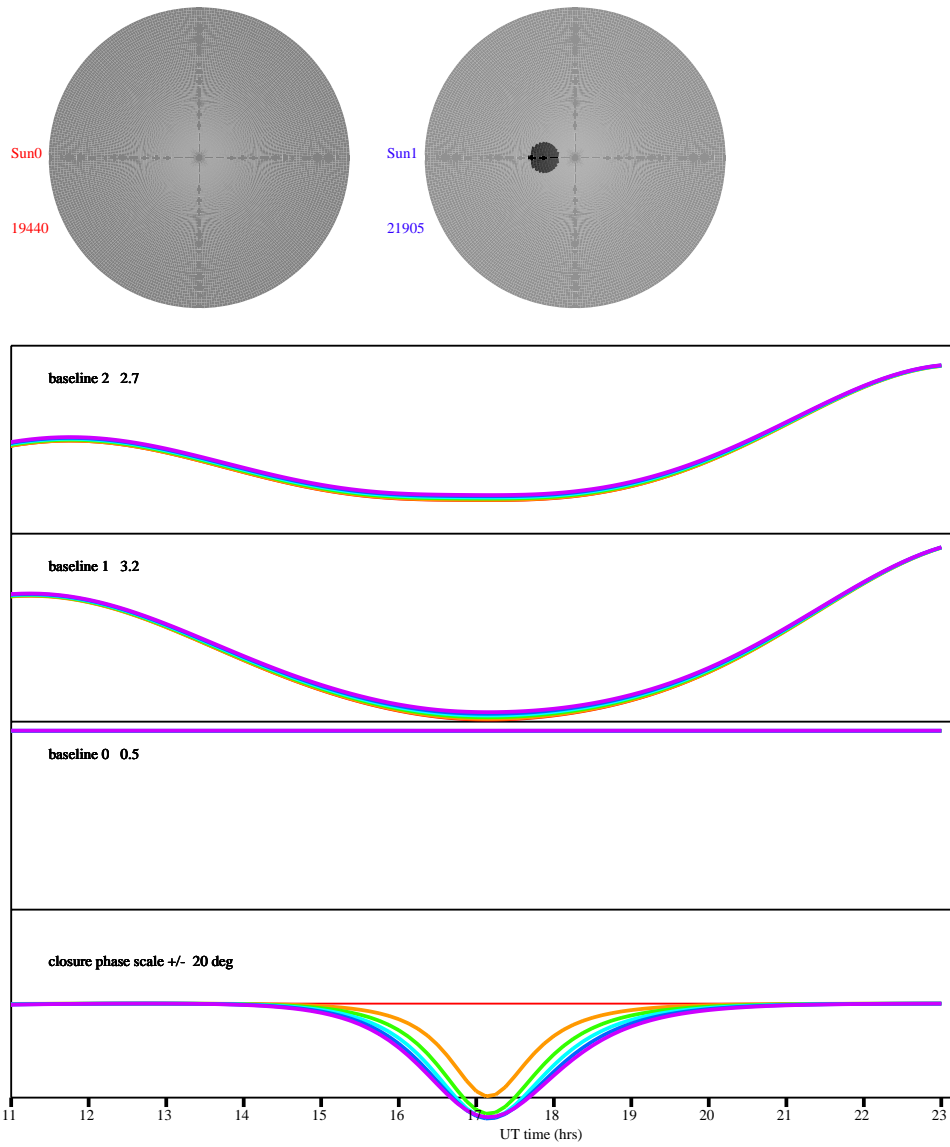 Sun0
Sun1
19440
21905
baseline 2 2.7
baseline 1 3.2
baseline 0 0.5
closure phase scale +/- 20 deg
11 12 13 14 15 16 17 18 19 20 21 22 23
UT time (hrs)